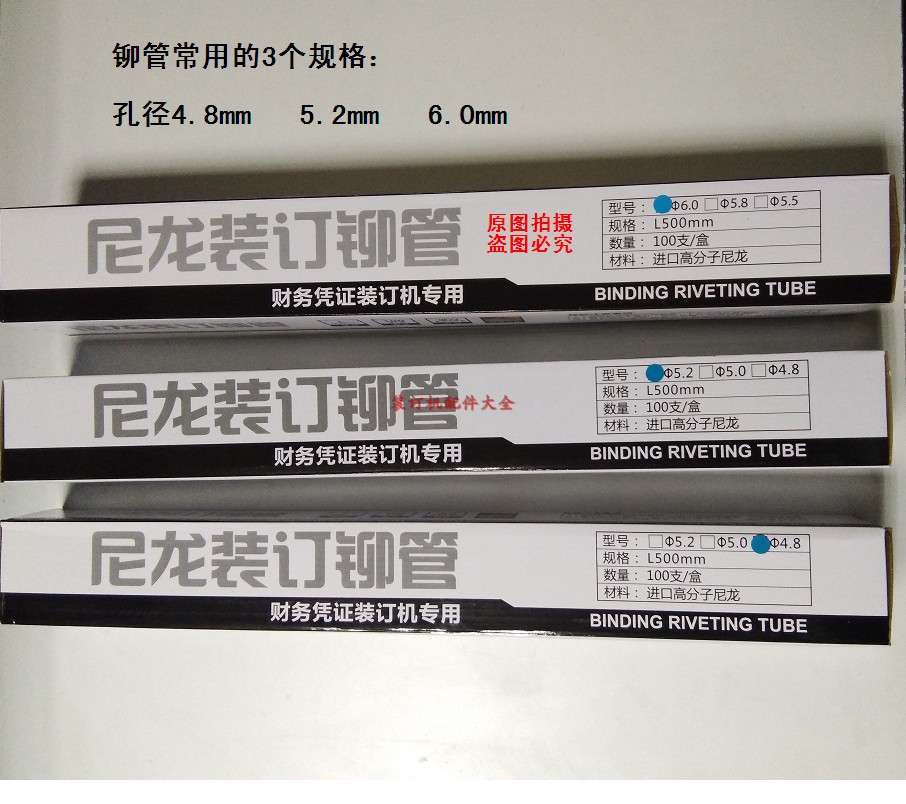 铆管常用的3个规格：
孔径4.8mm 5.2mm 6.0mm
尼龙装订铆管
原图拍摄
盗图必究
型号： Φ6.0 Φ5.8 Φ5.5
规格： L500mm
数量： 100支/盒
材料： 进口高分子尼龙
财务凭证装订机专用
BINDING RIVETING TUBE
尼龙装订铆管
装订机配件大全
型号： Φ5.2 Φ5.0 Φ4.8
规格： L500mm
数量： 100支/盒
材料： 进口高分子尼龙
财务凭证装订机专用
BINDING RIVETING TUBE
尼龙装订铆管
型号： Φ5.2 Φ5.0 Φ4.8
规格： L500mm
数量： 100支/盒
材料： 进口高分子尼龙
财务凭证装订机专用
BINDING RIVETING TUBE